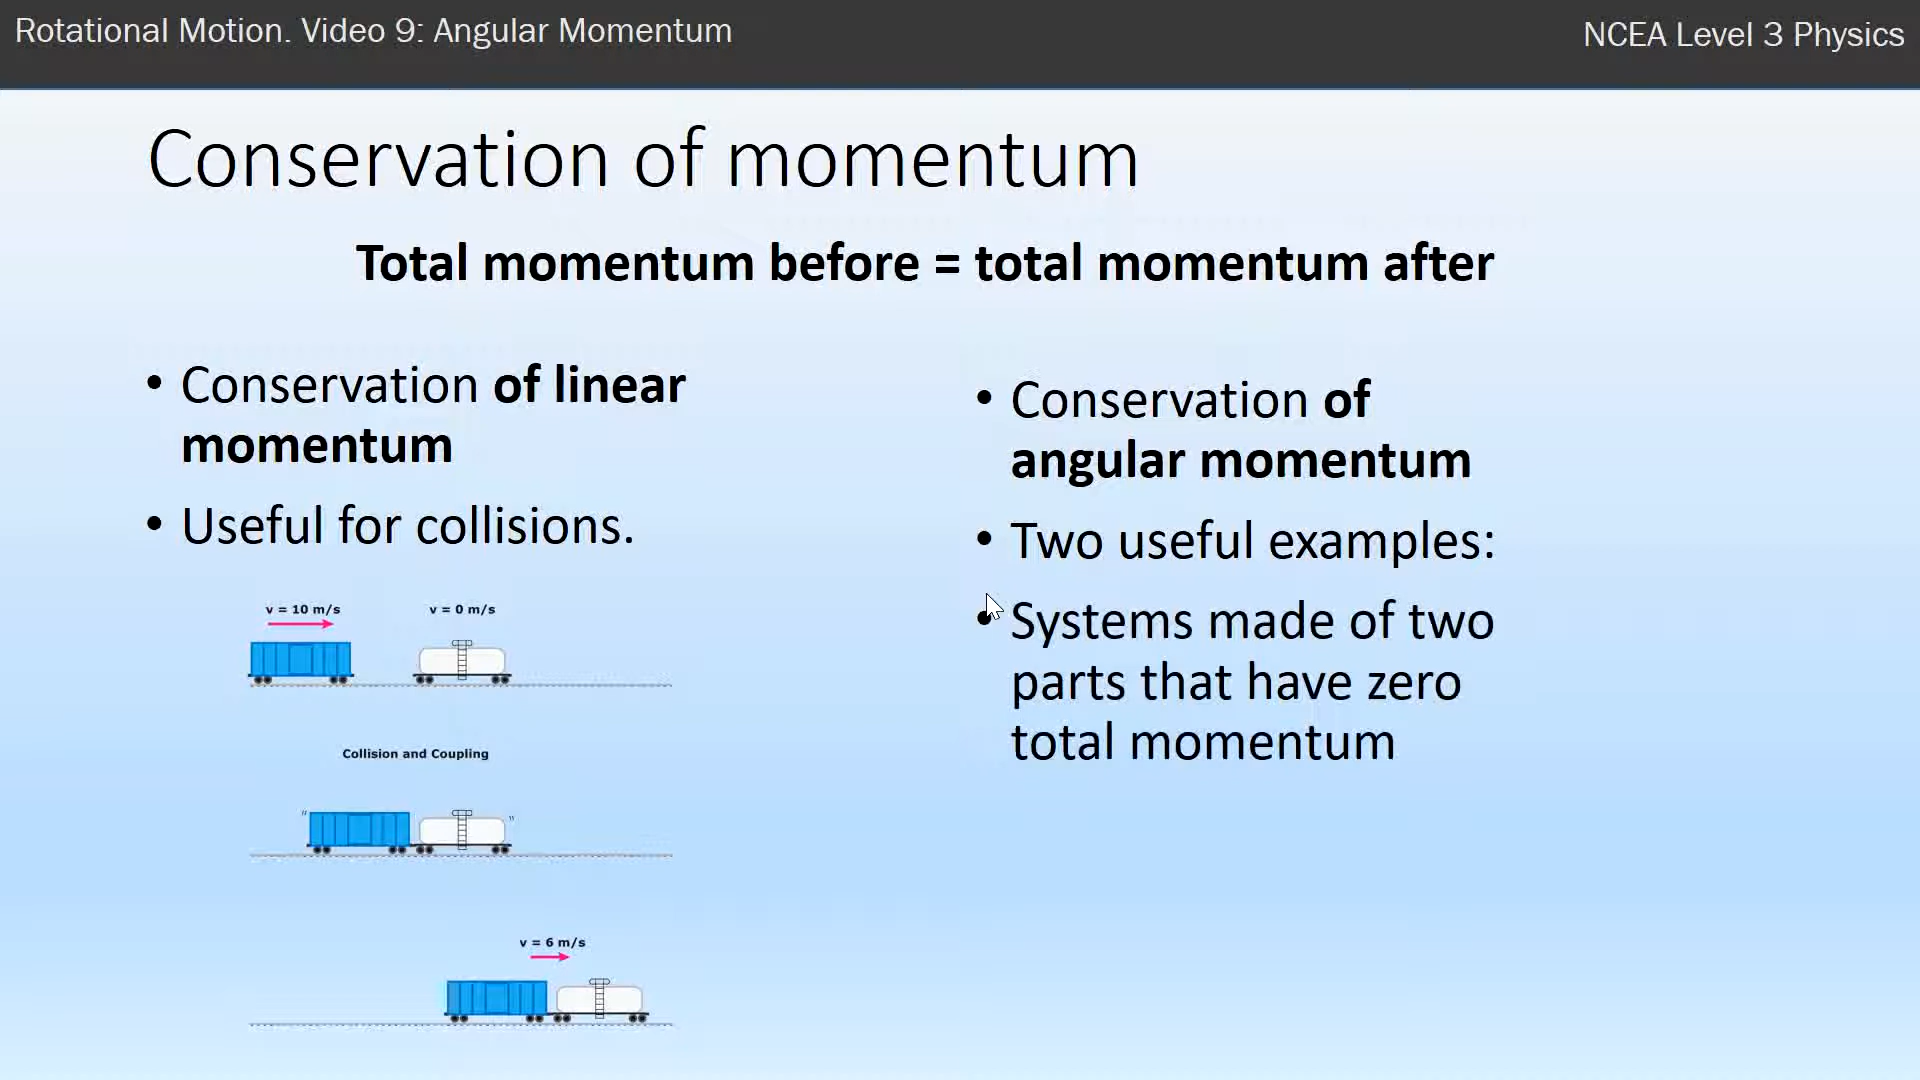 Rotational Motion. Video 9: Angular Momentum
NCEA Level 3 Physics
Conservation of momentum
Total momentum before = total momentum after
• Conservation of linear
momentum
• Useful for collisions.
v = 10 m/s
v = 0 m/s
Collision and Coupling
v = 6 m/s
• Conservation of
angular momentum
• Two useful examples:
• Systems made of two
parts that have zero
total momentum